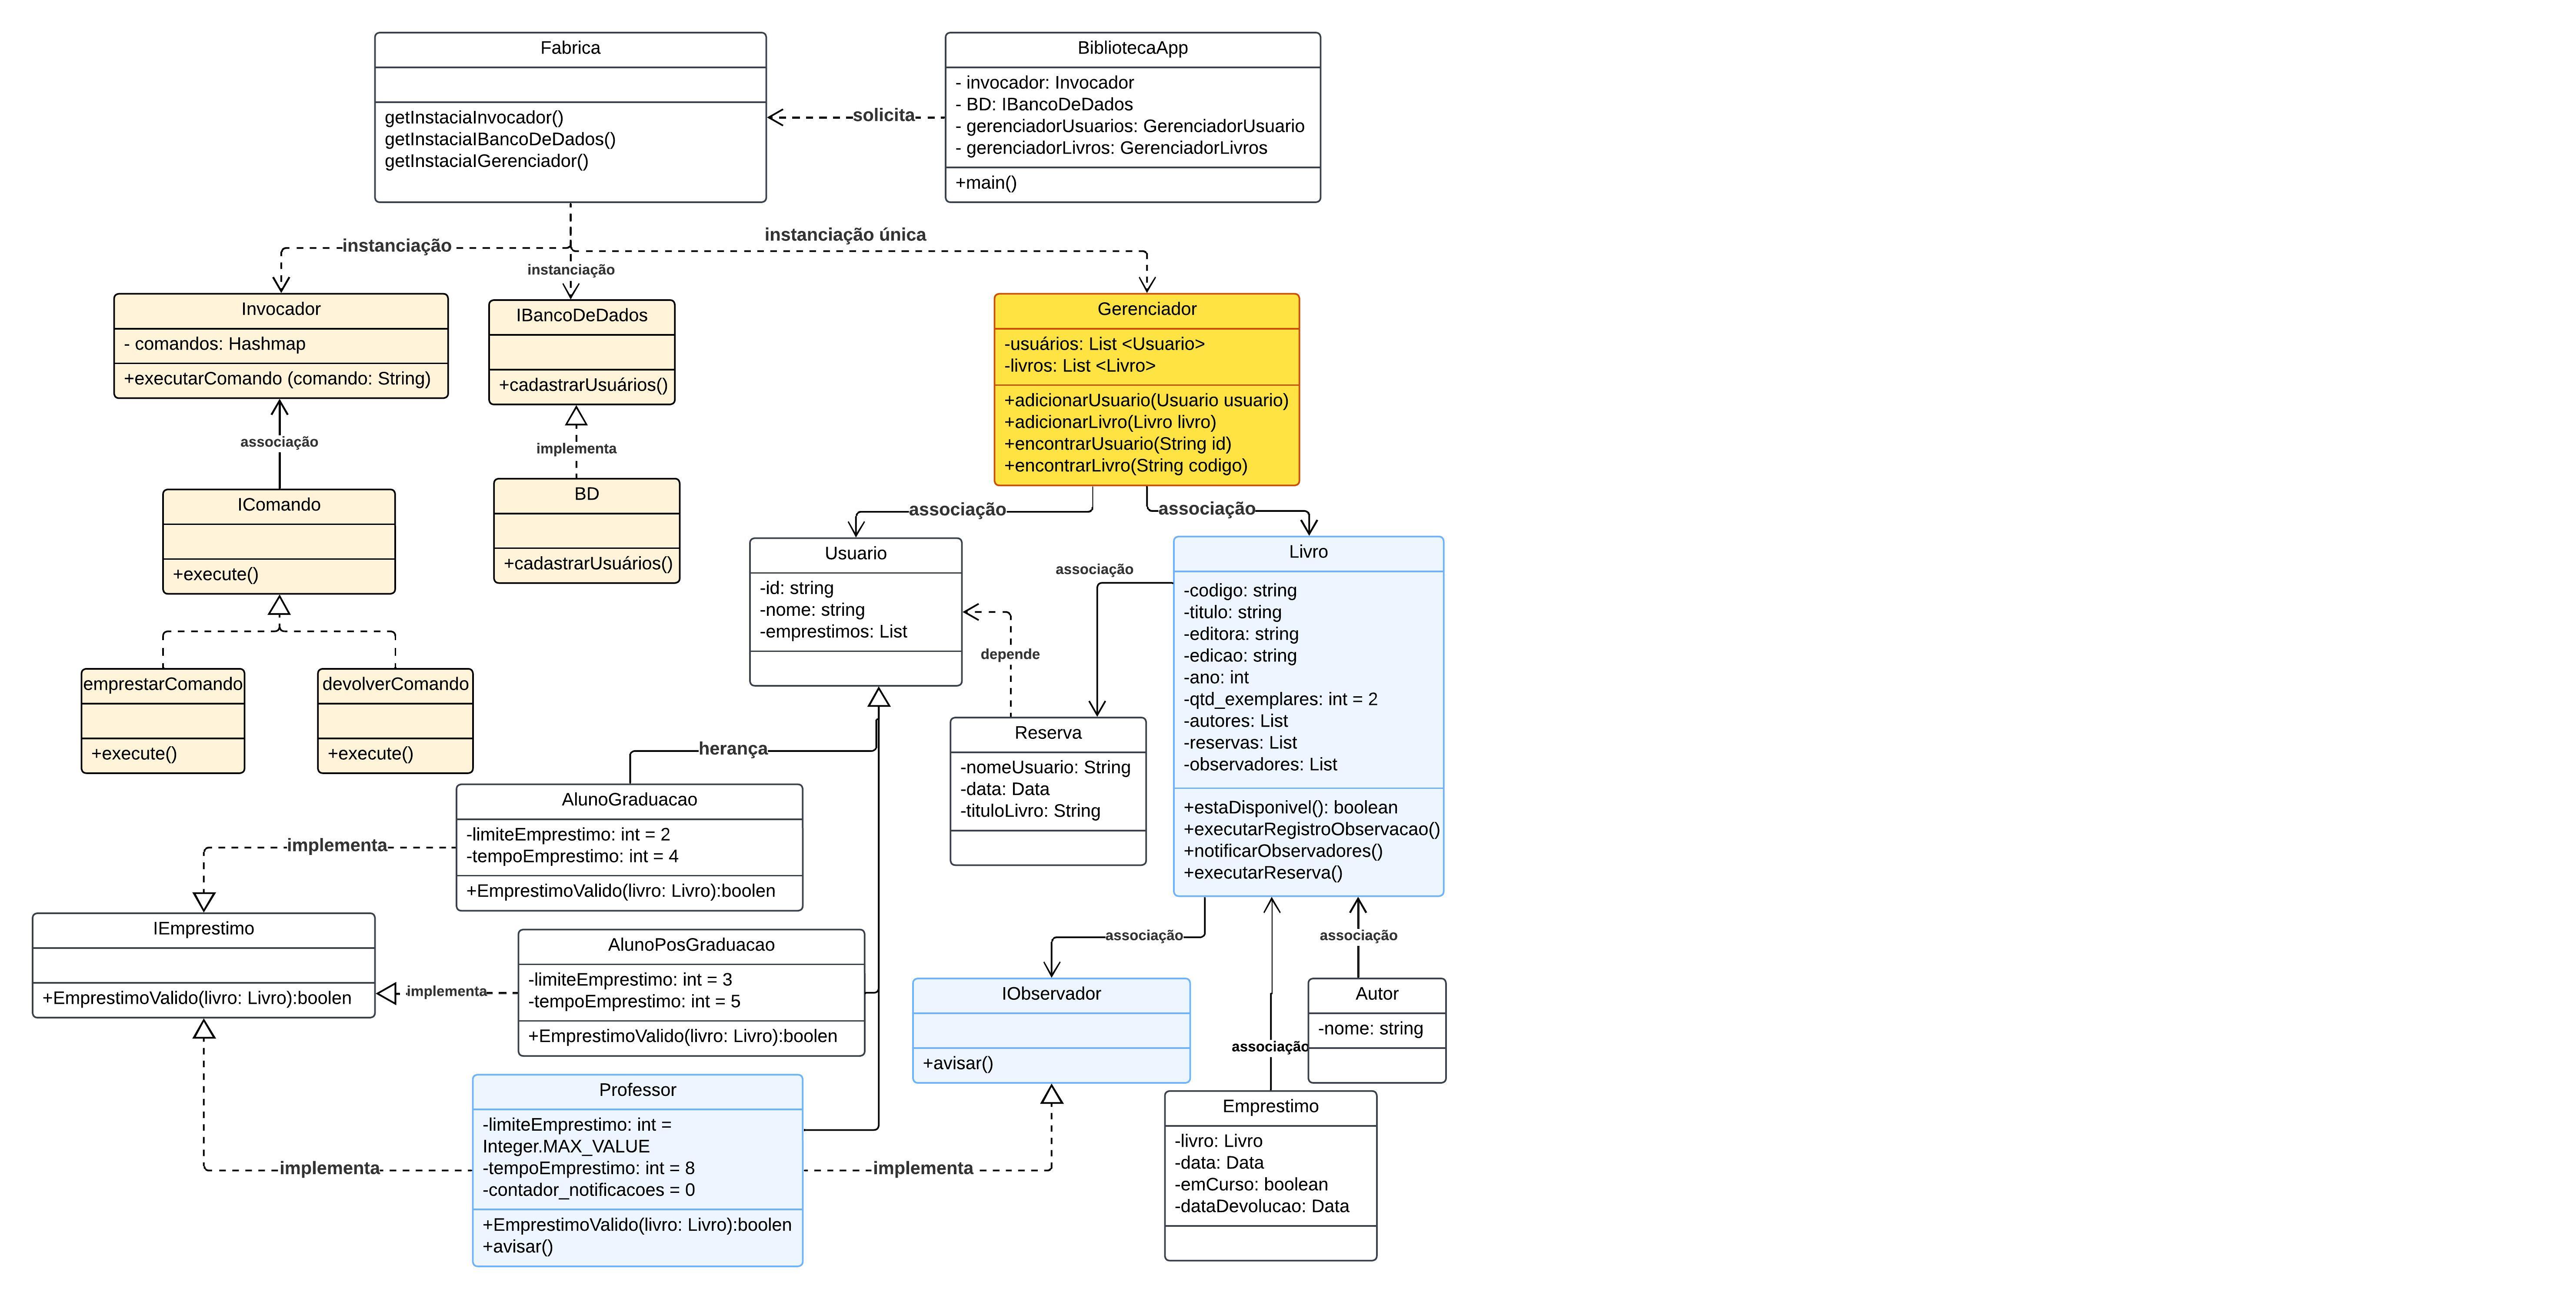 Fabrica
getInstaciaInvocador()
getInstaciaIBancoDeDados()
getInstaciaIGerenciador()
BibliotecaApp
- invocador: Invocador
- BD: IBancoDeDados
- gerenciadorUsuarios: GerenciadorUsuario
- gerenciadorLivros: GerenciadorLivros
+main()
solicita
instanciação
instanciação
instanciação única
Invocador
- comandos: Hashmap
+executarComando (comando: String)
IBancoDeDados
+cadastrarUsuários()
Gerenciador
-usuários: List <Usuario>
-livros: List <Livro>
+adicionarUsuario(Usuario usuario)
+adicionarLivro(Livro livro)
+encontrarUsuario(String id)
+encontrarLivro(String codigo)
associação
implementa
IComando
+execute()
BD
+cadastrarUsuários()
associação
associação
Usuario
-id: string
-nome: string
-emprestimos: List
associação
depende
Livro
-codigo: string
-titulo: string
-editora: string
-edicao: string
-ano: int
-qtd_exemplares: int = 2
-autores: List
-reservas: List
-observadores: List
+estaDisponivel(): boolean
+executarRegistroObservacao()
+notificarObservadores()
+executarReserva()
emprestarComando
+execute()
devolverComando
+execute()
herança
Reserva
-nomeUsuario: String
-data: Data
-tituloLivro: String
AlunoGraduacao
-limiteEmprestimo: int = 2
-tempoEmprestimo: int = 4
+EmprestimoValido(livro: Livro):boolen
implementa
IEmprestimo
+EmprestimoValido(livro: Livro):boolen
implementa
AlunoPosGraduacao
-limiteEmprestimo: int = 3
-tempoEmprestimo: int = 5
+EmprestimoValido(livro: Livro):boolen
associação
associação
IObservador
+avisar()
Autor
-nome: string
associação
Professor
-limiteEmprestimo: int =
Integer.MAX_VALUE
-tempoEmprestimo: int = 8
-contador_notificacoes = 0
+EmprestimoValido(livro: Livro):boolen
+avisar()
implementa
implementa
Emprestimo
-livro: Livro
-data: Data
-emCurso: boolean
-dataDevolucao: Data